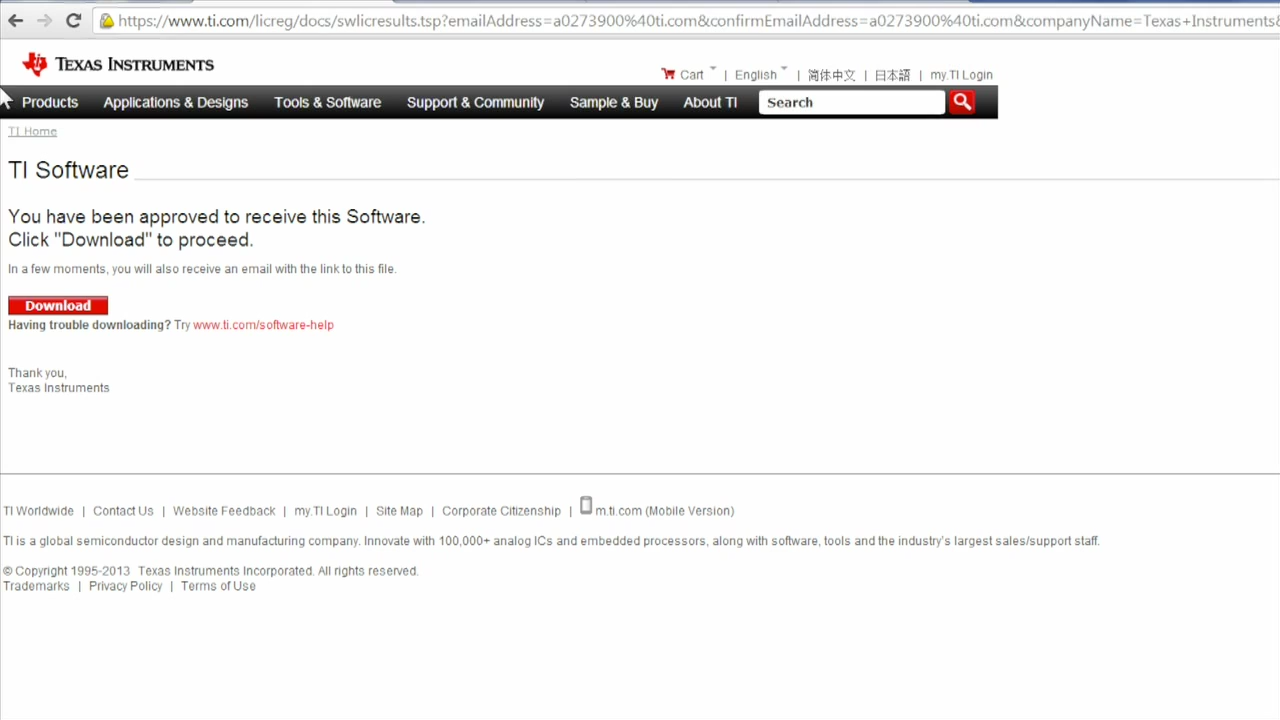 https://www.ti.com/licreg/docs/swlicresults.tsp?emailAddress=a0273900%40ti.com&confirmEmailAddress=a0273900%40ti.com&companyName=Texas+Instruments&
TEXAS INSTRUMENTS
Cart | English | 简体中文 | 日本語 | my.TI Login
Products Applications & Designs Tools & Software Support & Community Sample & Buy About TI Search
TI Home
TI Software
You have been approved to receive this Software.
Click "Download" to proceed.
In a few moments, you will also receive an email with the link to this file.
Download
Having trouble downloading? Try www.ti.com/software-help
Thank you,
Texas Instruments
TI Worldwide | Contact Us | Website Feedback | my.TI Login | Site Map | Corporate Citizenship | m.ti.com (Mobile Version)
TI is a global semiconductor design and manufacturing company. Innovate with 100,000+ analog ICs and embedded processors, along with software, tools and the industry's largest sales/support staff.
© Copyright 1995-2013 Texas Instruments Incorporated. All rights reserved.
Trademarks | Privacy Policy | Terms of Use